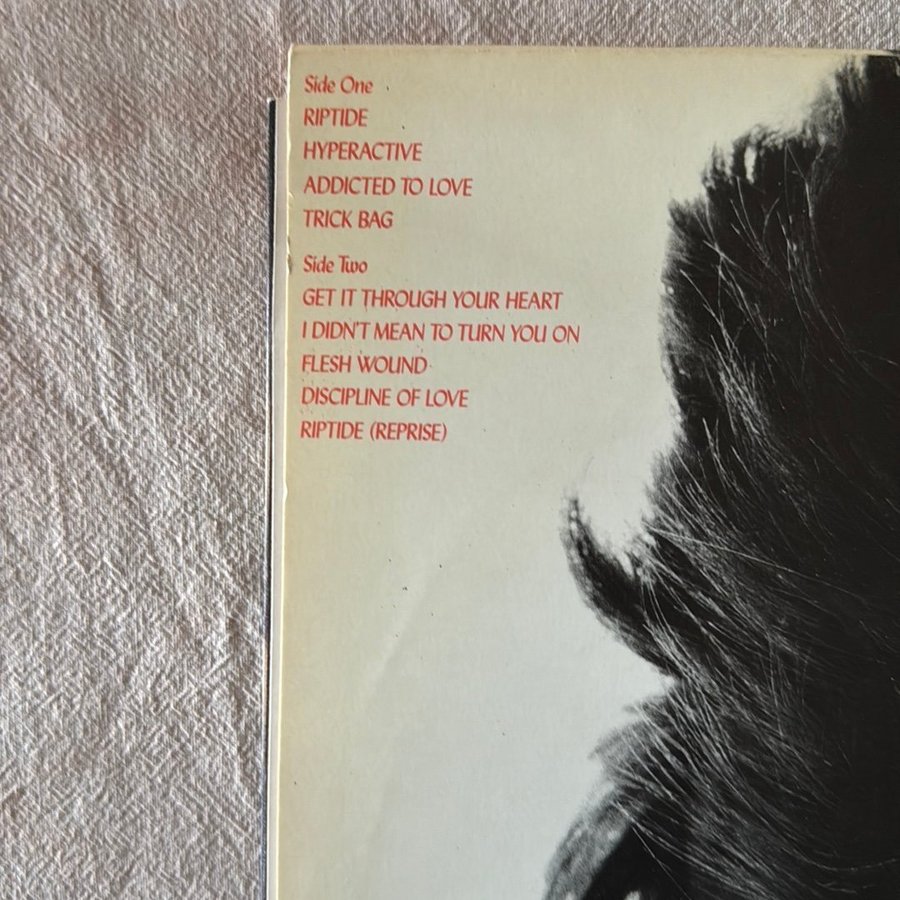 Side One
RIPTIDE
HYPERACTIVE
ADDICTED TO LOVE
TRICK BAG
Side Two
GET IT THROUGH YOUR HEART
I DIDN'T MEAN TO TURN YOU ON
FLESH WOUND
DISCIPLINE OF LOVE
RIPTIDE (REPRISE)